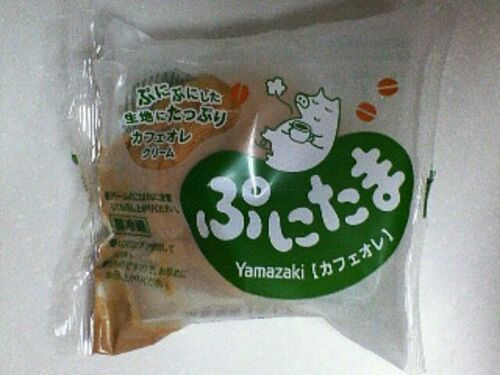 ぷにぷにした
生地にたっぷり
カフェオレ
クリーム
ぷにたま
Yamazaki【カフェオレ】
要冷蔵